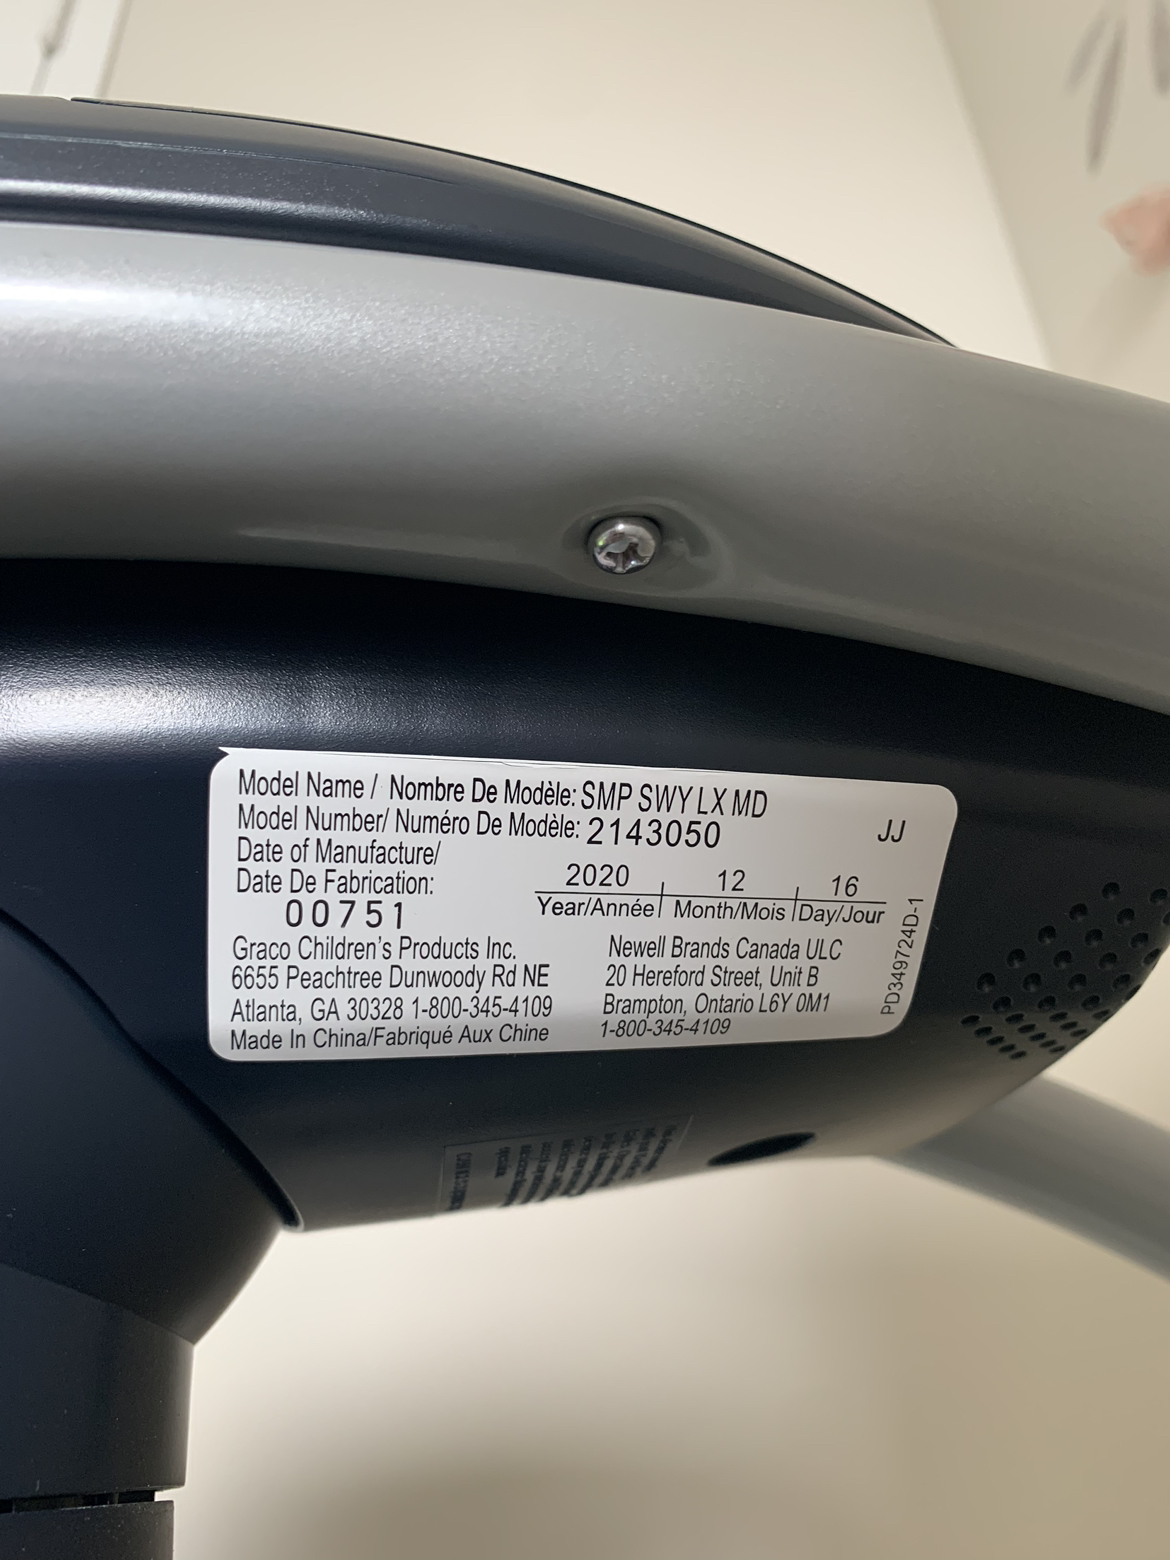 Model Name / Nombre De Modèle: SMP SWY LX MD
Model Number/ Numéro De Modèle: 2143050
JJ
Date of Manufacture/
Date De Fabrication:
2020 12 16
Year/Année Month/Mois Day/Jour
00751
Graco Children's Products Inc.
6655 Peachtree Dunwoody Rd NE
Atlanta, GA 30328 1-800-345-4109
Made In China/Fabriqué Aux Chine
Newell Brands Canada ULC
20 Hereford Street, Unit B
Brampton, Ontario L6Y 0M1
1-800-345-4109
PD349724D-1